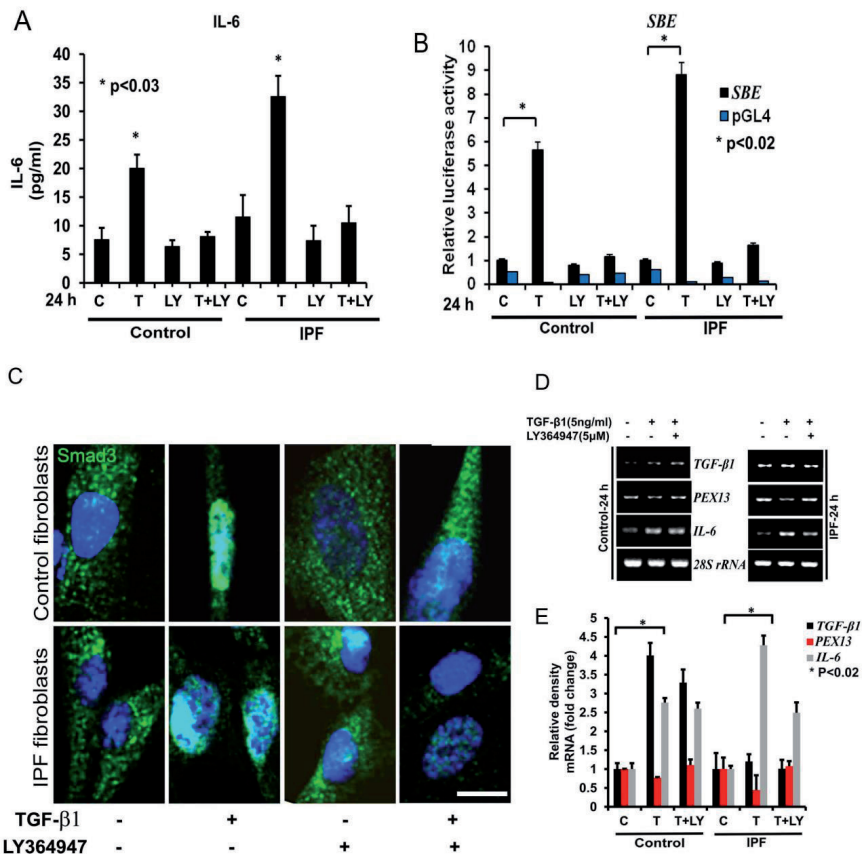 A
IL-6
* p<0.03
IL-6
(pg/ml)
40
35
30
25
20
15
10
5
0
*
*
24 h
C T LY T+LY C T LY T+LY
Control IPF
B
SBE
Relative luciferase activity
10
9
8
7
6
5
4
3
2
1
0
*
*
SBE
pGL4
* p<0.02
24 h
C T LY T+LY C T LY T+LY
Control IPF
C
Smad3
Control fibroblasts
IPF fibroblasts
TGF-β1 - + - +
LY364947 - - + +
D
TGF-β1(5ng/ml) - + + - + +
LY364947(5μM) - - + - - +
Control-24 h
TGF-β1
PEX13
IL-6
28S rRNA
IPF-24 h
E
Relative density
mRNA (fold change)
5
4.5
4
3.5
3
2.5
2
1.5
1
0.5
0
*
*
TGF-β1
PEX13
IL-6
* P<0.02
C T T+LY C T T+LY
Control IPF